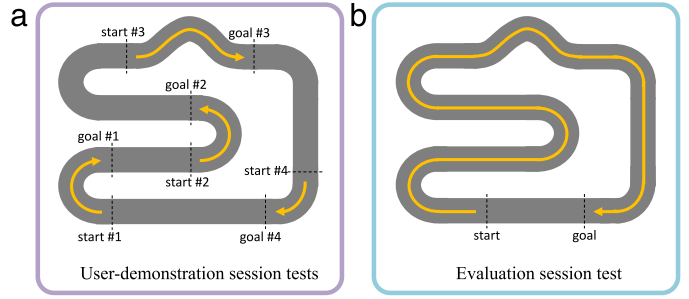 a
start #3
goal #3
goal #2
goal #1
start #4
start #2
start #1
goal #4
User-demonstration session tests
b
start
goal
Evaluation session test